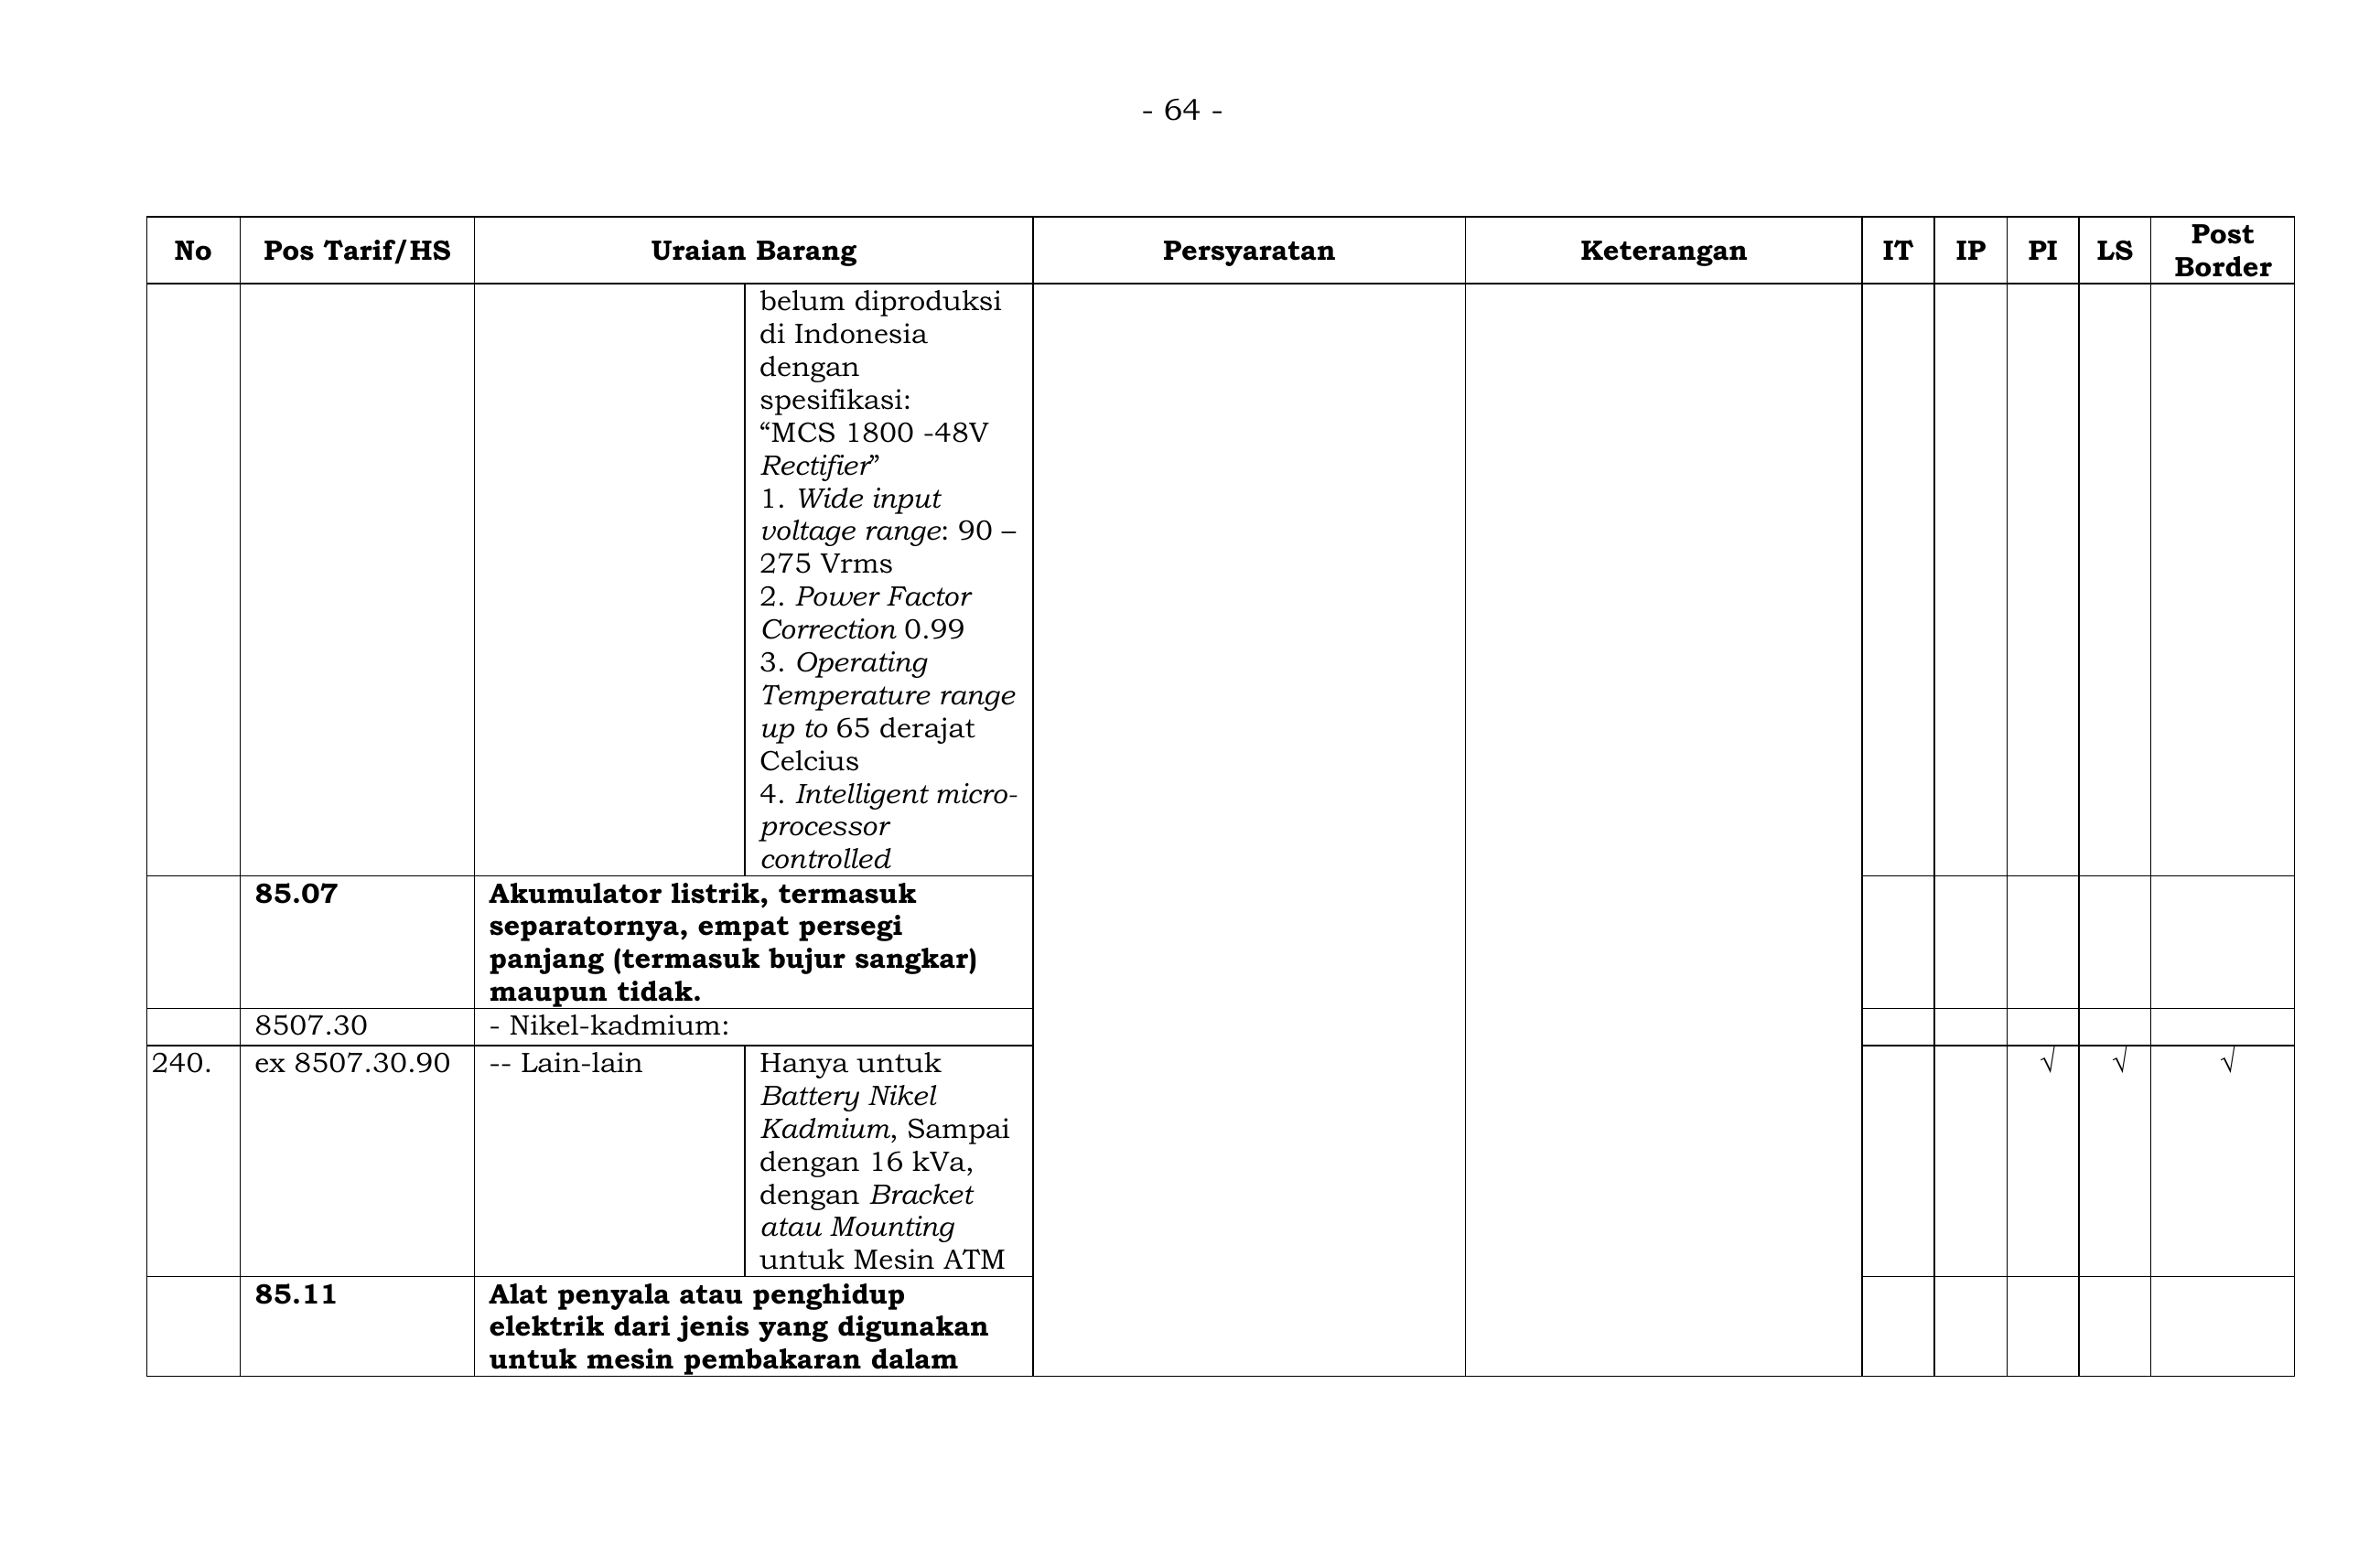 - 64 -
No Pos Tarif/HS Uraian Barang Persyaratan Keterangan IT IP PI LS Post Border
belum diproduksi
di Indonesia
dengan
spesifikasi:
“MCS 1800 -48V
Rectifier”
1. Wide input
voltage range: 90 –
275 Vrms
2. Power Factor
Correction 0.99
3. Operating
Temperature range
up to 65 derajat
Celcius
4. Intelligent micro-
processor
controlled
85.07 Akumulator listrik, termasuk
separatornya, empat persegi
panjang (termasuk bujur sangkar)
maupun tidak.
8507.30 - Nikel-kadmium:
240. ex 8507.30.90 -- Lain-lain Hanya untuk √ √ √
Battery Nikel
Kadmium, Sampai
dengan 16 kVa,
dengan Bracket
atau Mounting
untuk Mesin ATM
85.11 Alat penyala atau penghidup
elektrik dari jenis yang digunakan
untuk mesin pembakaran dalam